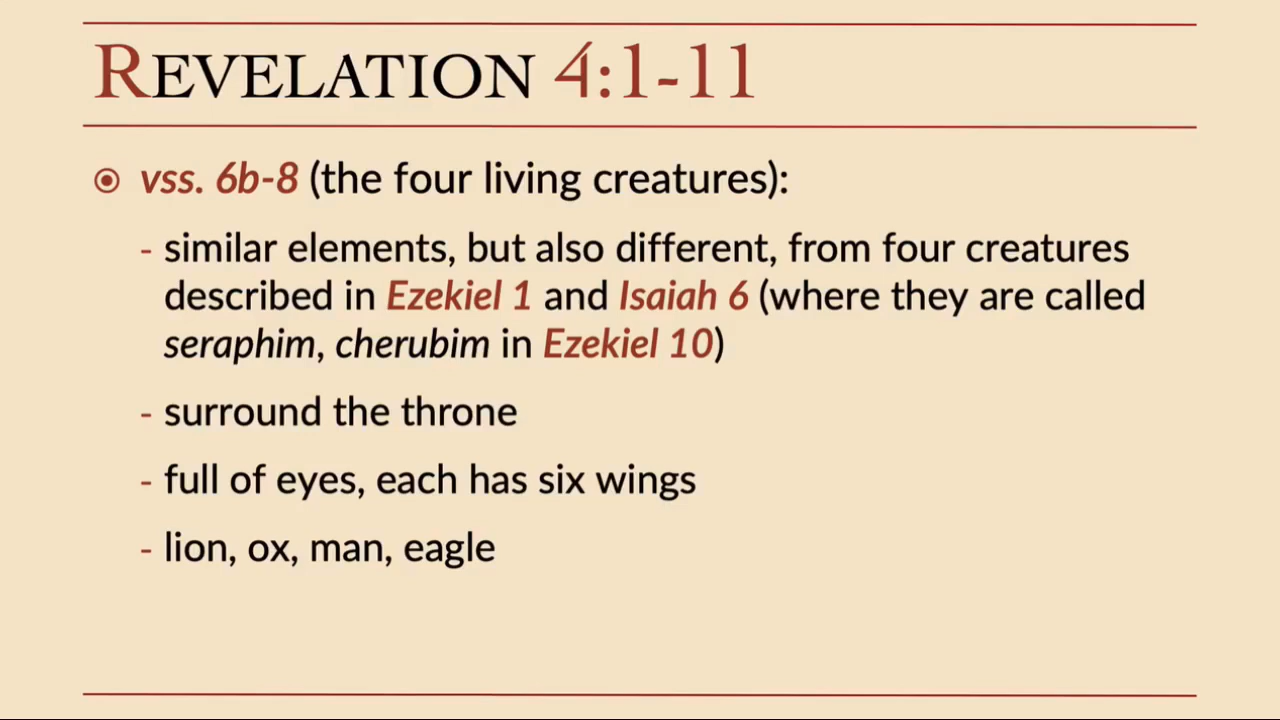 REVELATION 4:1-11
vss. 6b-8 (the four living creatures):
- similar elements, but also different, from four creatures
described in Ezekiel 1 and Isaiah 6 (where they are called
seraphim, cherubim in Ezekiel 10)
- surround the throne
- full of eyes, each has six wings
- lion, ox, man, eagle